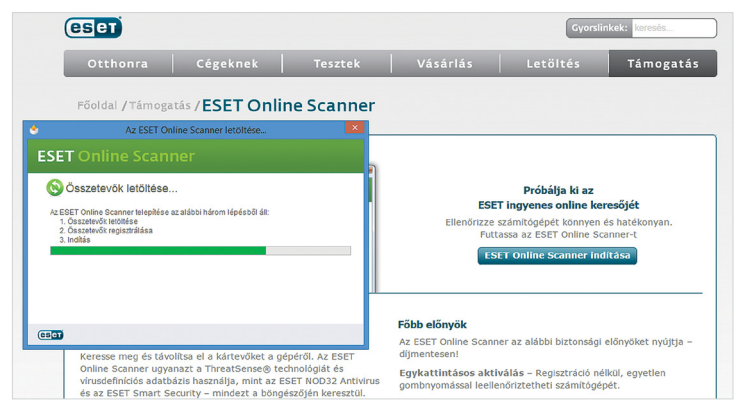 eset
Gyorslinkek: keresés...
Otthonra Cégeknek Tesztek Vásárlás Letöltés Támogatás
Főoldal / Támogatás / ESET Online Scanner
Az ESET Online Scanner letöltése...
ESET Online Scanner
Összetevők letöltése...
Az ESET Online Scanner telepítése az alábbi három lépésből áll:
1. Összetevők letöltése
2. Összetevők regisztrálása
3. Indítás
eset
Próbálja ki az
ESET ingyenes online keresőjét
Ellenőrizze számítógépét könnyen és hatékonyan.
Futtassa az ESET Online Scanner-t
ESET Online Scanner indítása
Keresse meg és távolítsa el a kártevőket a gépéről. Az ESET
Online Scanner ugyanazt a ThreatSense® technológiát és
vírusdefiníciós adatbázis használja, mint az ESET NOD32 Antivirus
és az ESET Smart Security – mindezt a böngészőjén keresztül.
Főbb előnyök
Az ESET Online Scanner az alábbi biztonsági előnyöket nyújtja –
díjmentesen!
Egykattintásos aktiválás – Regisztráció nélkül, egyetlen
gombnyomással leellenőriztetheti számítógépét.